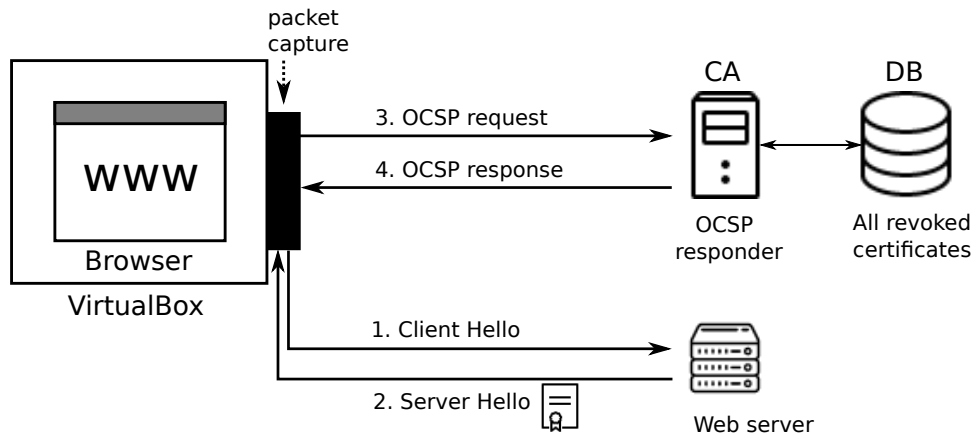 packet
capture
CA
DB
3. OCSP request
4. OCSP response
www
Browser
VirtualBox
OCSP
responder
All revoked
certificates
1. Client Hello
2. Server Hello
Web server